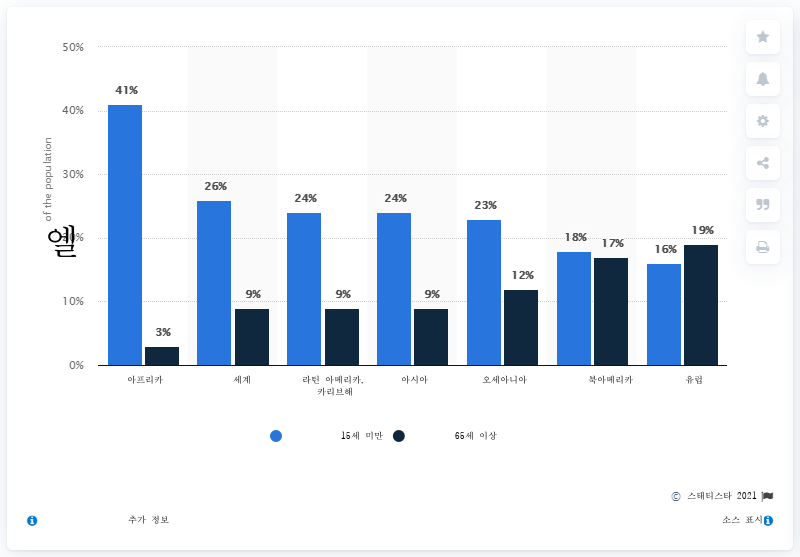 50%
41%
40%
30%
26%
24%
24%
23%
of the population
엘
20%
18%
17%
16%
19%
10%
9%
9%
9%
12%
3%
0%
아프리카
세계
라틴 아메리카,
카리브해
아시아
오세아니아
북아메리카
유럽
15세 미만
65세 이상
© 스태티스타 2021
추가 정보
소스 표시